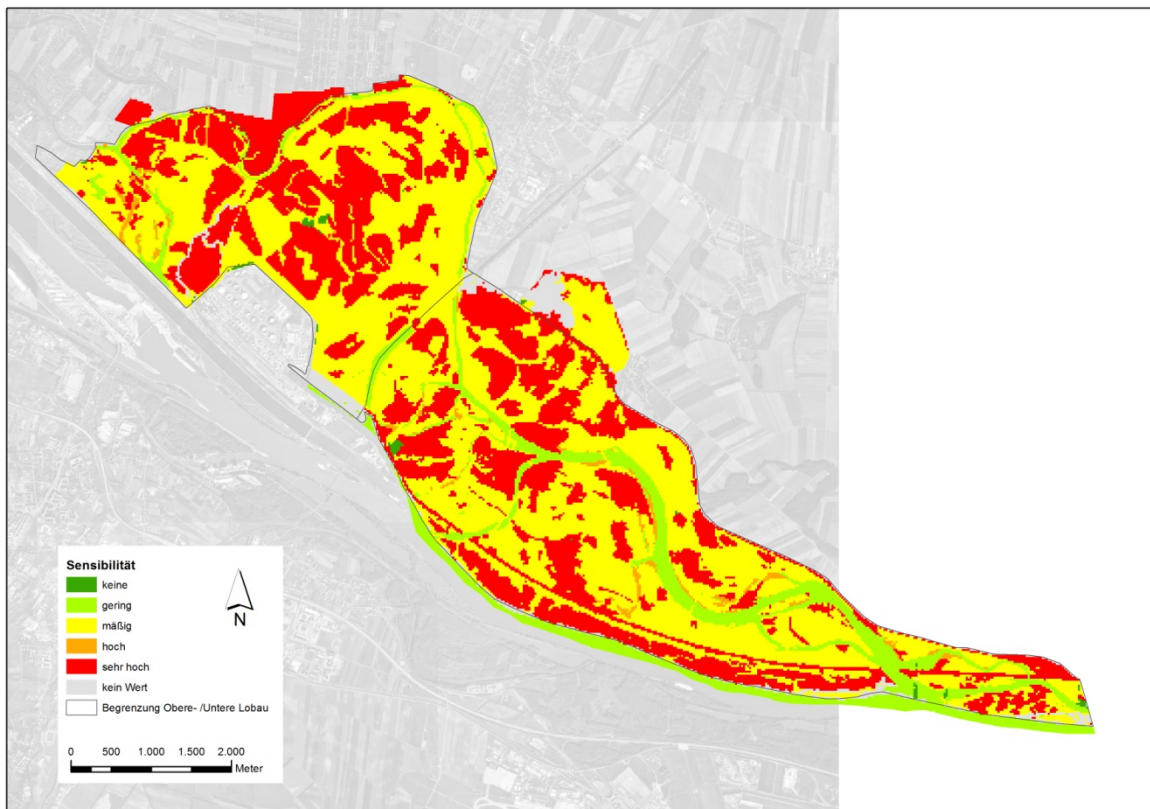 Sensibilität
keine
gering
mäßig
hoch
sehr hoch
kein Wert
Begrenzung Obere- /Untere Lobau
N
0 500 1.000 1.500 2.000
Meter